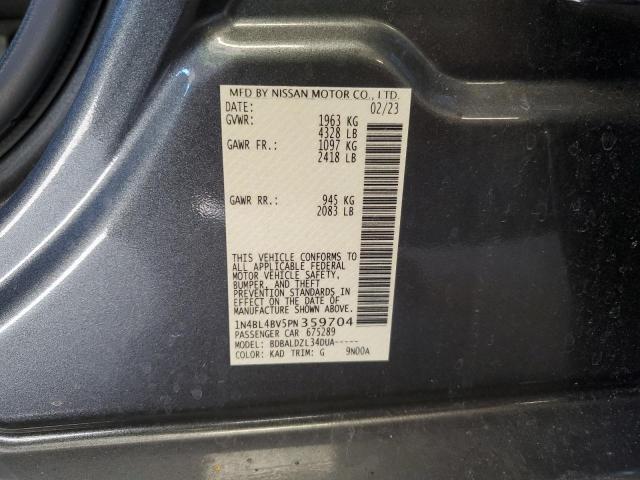 MFD BY NISSAN MOTOR CO., LTD.
DATE: 02/23
GVWR: 1963 KG
4328 LB
GAWR FR.: 1097 KG
2418 LB
GAWR RR.: 945 KG
2083 LB
THIS VEHICLE CONFORMS TO
ALL APPLICABLE FEDERAL
MOTOR VEHICLE SAFETY,
BUMPER, AND THEFT
PREVENTION STANDARDS IN
EFFECT ON THE DATE OF
MANUFACTURE SHOWN ABOVE.
1N4BL4BV5PN359704
PASSENGER CAR 675289
MODEL: BDBALDZL34DUA-----
COLOR: KAD TRIM: G 9N00A